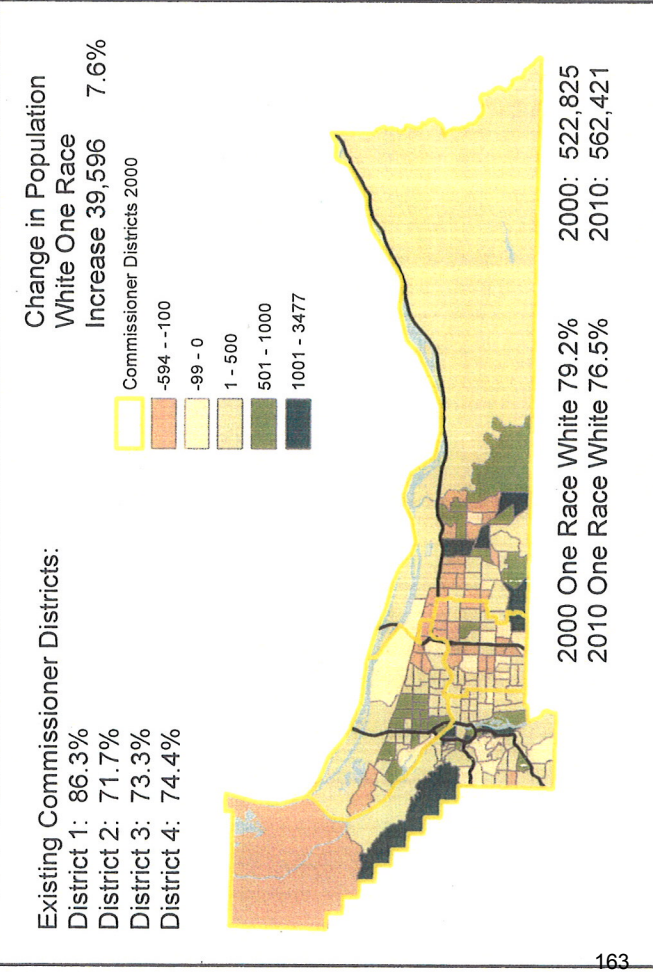 Existing Commissioner Districts:
District 1: 86.3%
District 2: 71.7%
District 3: 73.3%
District 4: 74.4%
Change in Population
White One Race
Increase 39,596 7.6%
Commissioner Districts 2000
-594 - -100
-99 - 0
1 - 500
501 - 1000
1001 - 3477
2000 One Race White 79.2%
2010 One Race White 76.5%
2000: 522,825
2010: 562,421
163